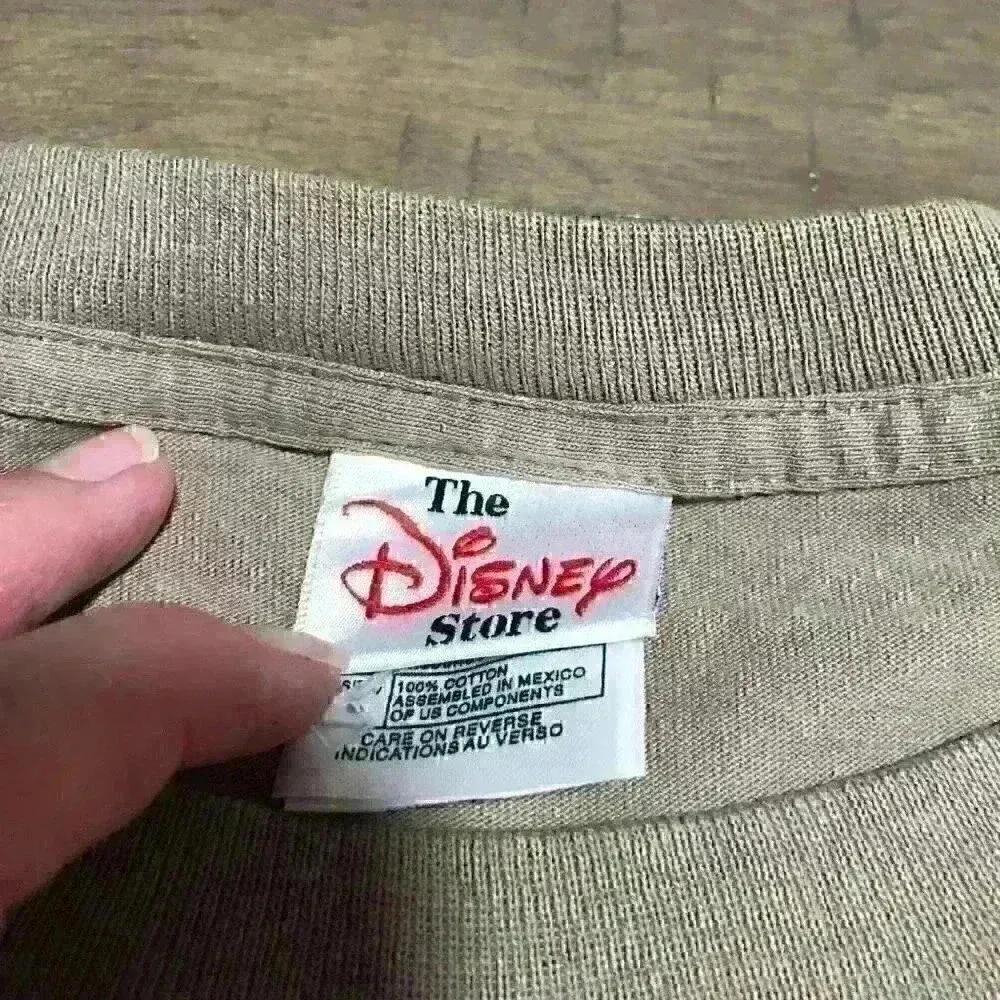 The
Disney
Store
100% COTTON
ASSEMBLED IN MEXICO
OF US COMPONENTS
CARE ON REVERSE
INDICATIONS AU VERSO